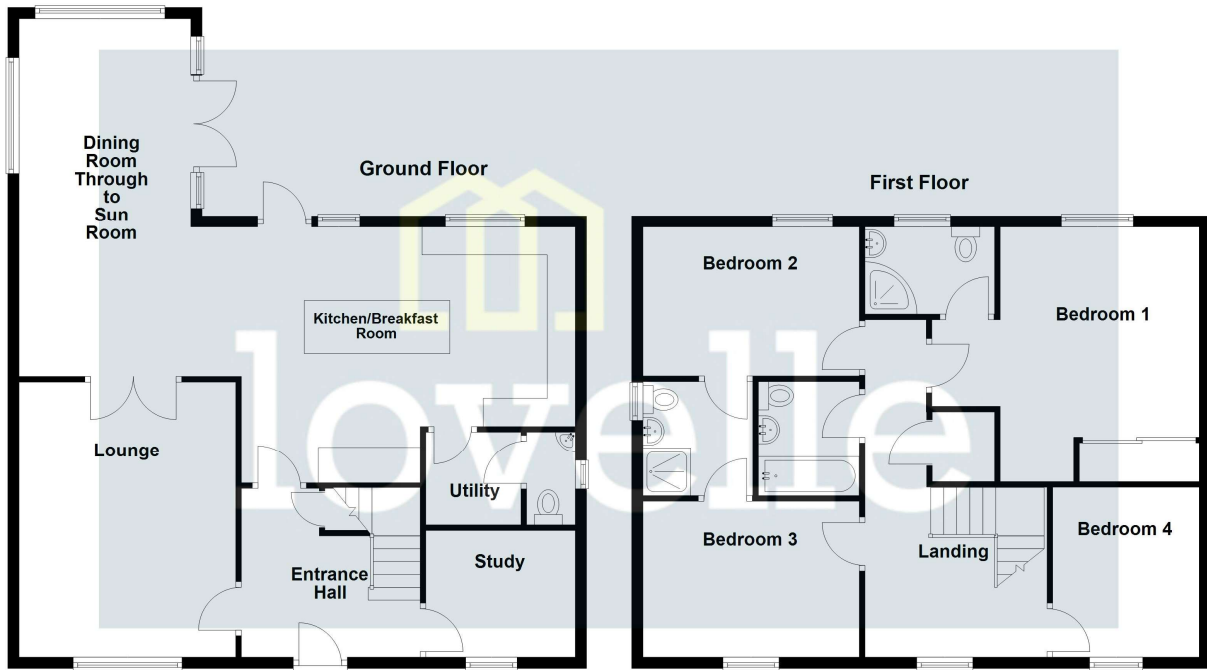 Ground Floor
First Floor
Dining
Room
Through
to
Sun
Room
Kitchen/Breakfast
Room
Lounge
Utility
Entrance
Hall
Study
Bedroom 2
Bedroom 1
Bedroom 3
Landing
Bedroom 4
lovelle